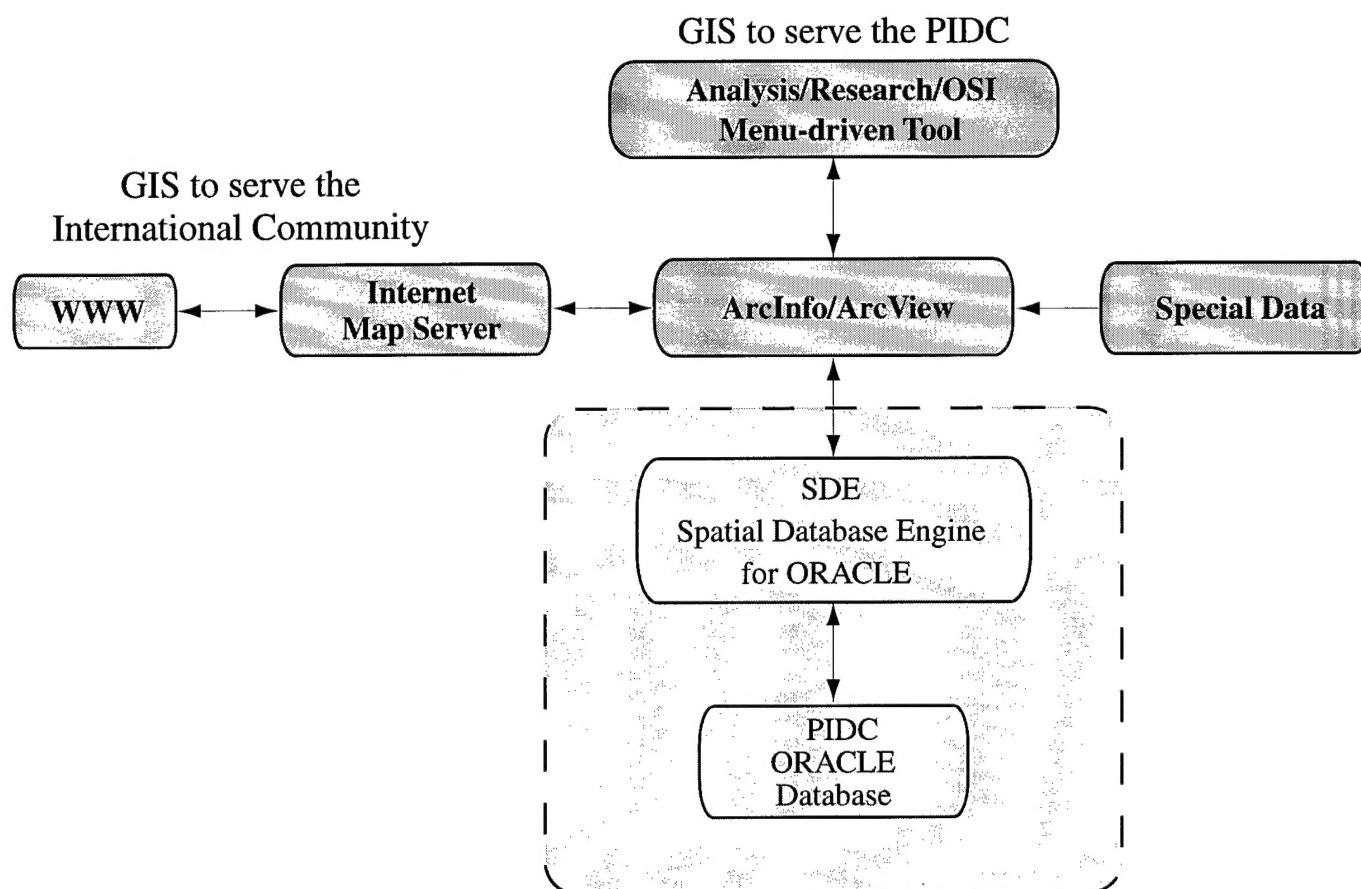 GIS to serve the PIDC
Analysis/Research/OSI
Menu-driven Tool
GIS to serve the
International Community
WWW
Internet
Map Server
ArcInfo/ArcView
Special Data
SDE
Spatial Database Engine
for ORACLE
PIDC
ORACLE
Database